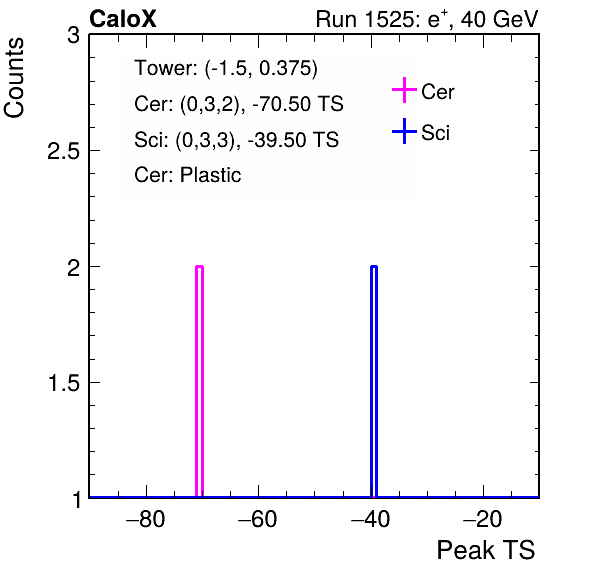 CaloX Run 1525: e⁺, 40 GeV
Counts
3
Tower: (-1.5, 0.375)
Cer: (0,3,2), -70.50 TS
Sci: (0,3,3), -39.50 TS
Cer: Plastic
Cer
Sci
2.5
2
1.5
1
−80 −60 −40 −20
Peak TS